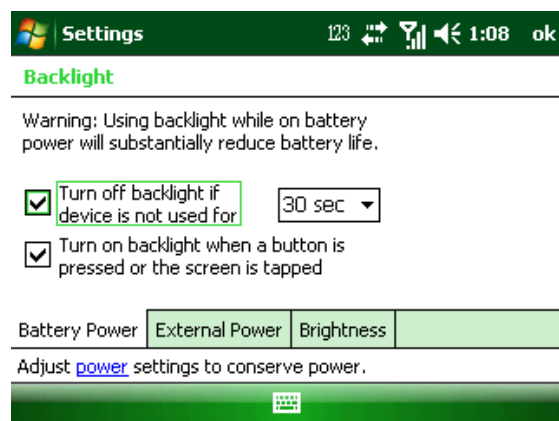 Settings 123 1:08 ok
Backlight
Warning: Using backlight while on battery
power will substantially reduce battery life.
Turn off backlight if
device is not used for 30 sec
Turn on backlight when a button is
pressed or the screen is tapped
Battery Power External Power Brightness
Adjust power settings to conserve power.